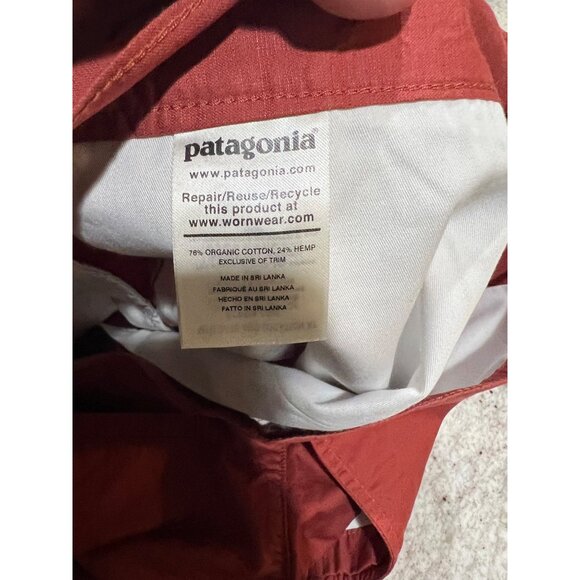 patagonia®
www.patagonia.com
Repair/Reuse/Recycle
this product at
www.wornwear.com
76% ORGANIC COTTON, 24% HEMP
EXCLUSIVE OF TRIM
MADE IN SRI LANKA
FABRIQUÉ AU SRI LANKA
HECHO EN SRI LANKA
FATTO IN SRI LANKA